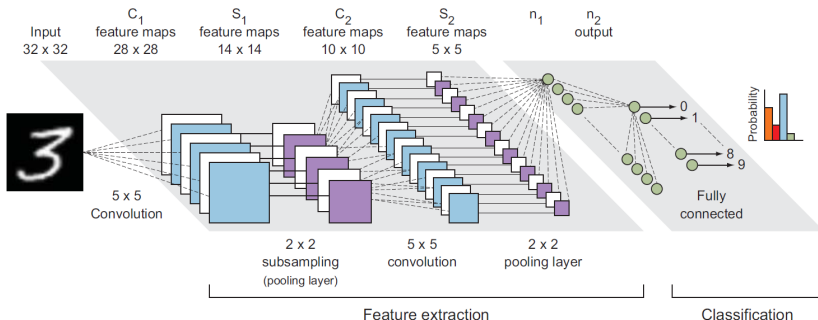 Input
32 x 32
C1
feature maps
28 x 28
S1
feature maps
14 x 14
C2
feature maps
10 x 10
S2
feature maps
5 x 5
n1
n2
output
3
5 x 5
Convolution
2 x 2
subsampling
(pooling layer)
5 x 5
convolution
2 x 2
pooling layer
0
1
8
9
Fully
connected
Probability
Feature extraction
Classification